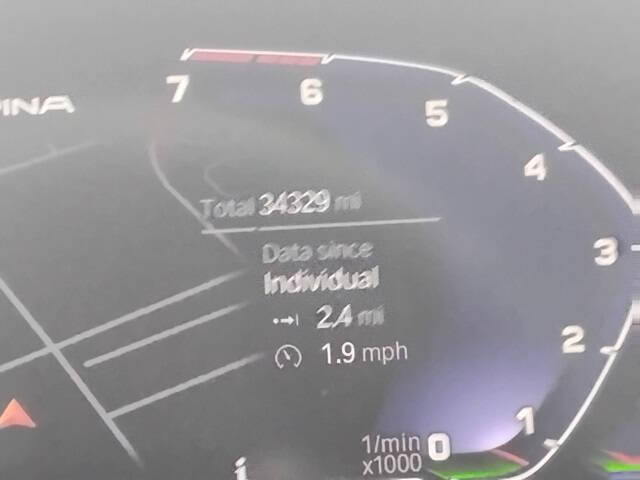 PINA
7
6
5
4
3
2
1
Total 34329 mi
Data since
Individual
2.4 mi
1.9 mph
1/min 0
x1000
i